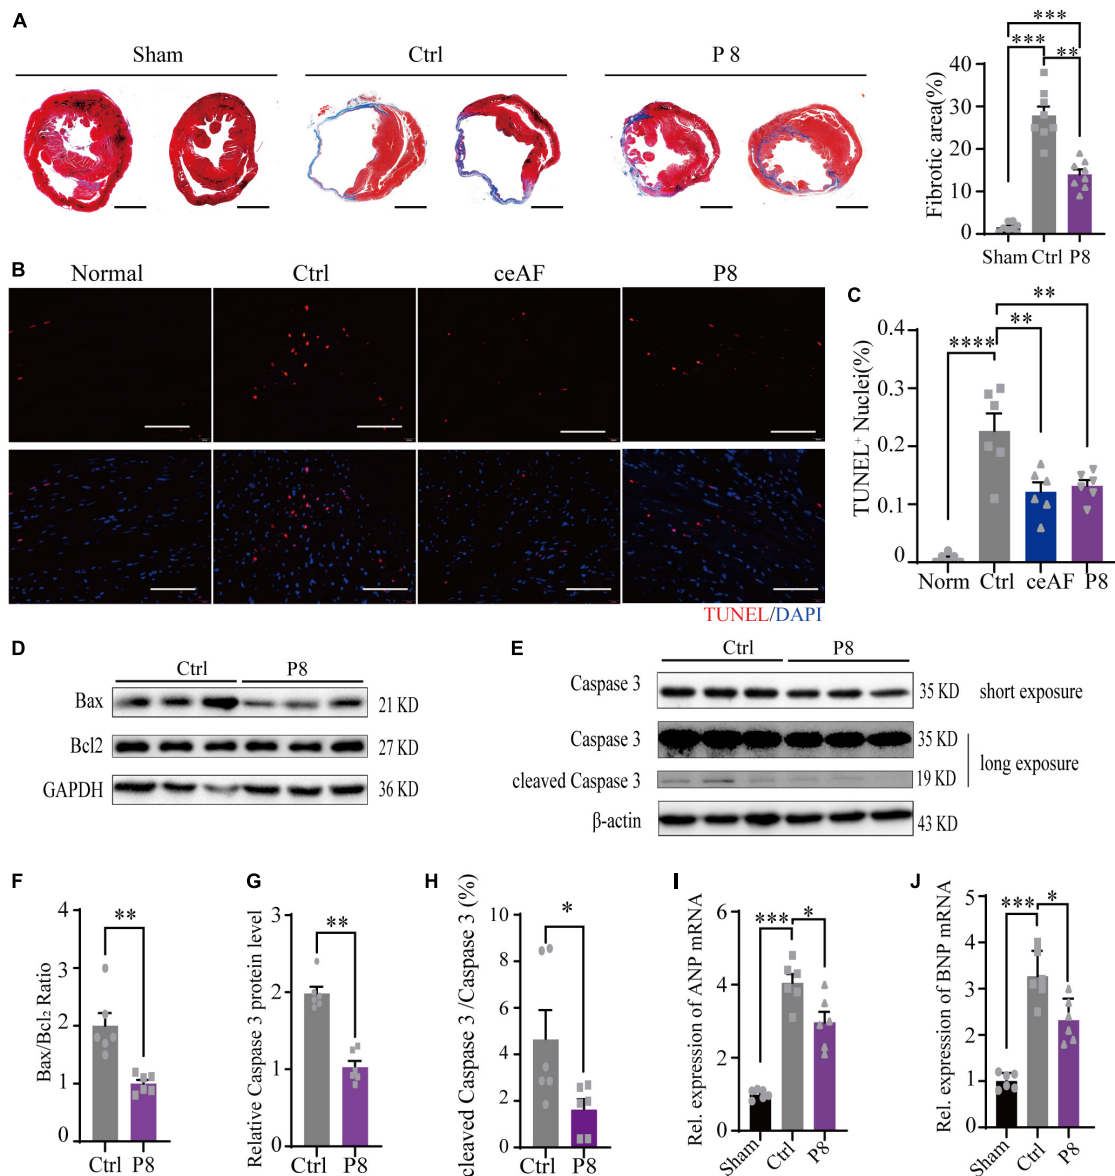 A
Sham
Ctrl
P 8
Fibrotic area(%)
40
30
20
10
0
***
***
**
Sham Ctrl P8
B
Normal
Ctrl
ceAF
P8
TUNEL/DAPI
C
TUNEL+ Nuclei(%)
0.4
0.3
0.2
0.1
0
****
**
**
Norm Ctrl ceAF P8
D
Ctrl P8
Bax 21 KD
Bcl2 27 KD
GAPDH 36 KD
E
Ctrl P8
Caspase 3 35 KD short exposure
Caspase 3 35 KD
long exposure
cleaved Caspase 3 19 KD
β-actin 43 KD
F
Bax/Bcl2 Ratio
4
3
2
1
0
**
Ctrl P8
G
Relative Caspase 3 protein level
3
2
1
0
**
Ctrl P8
H
cleaved Caspase 3 /Caspase 3 (%)
10
8
6
4
2
0
*
Ctrl P8
I
Rel. expression of ANP mRNA
6
4
2
0
***
*
Sham
Ctrl
P8
J
Rel. expression of BNP mRNA
5
4
3
2
1
0
***
*
Sham
Ctrl
P8